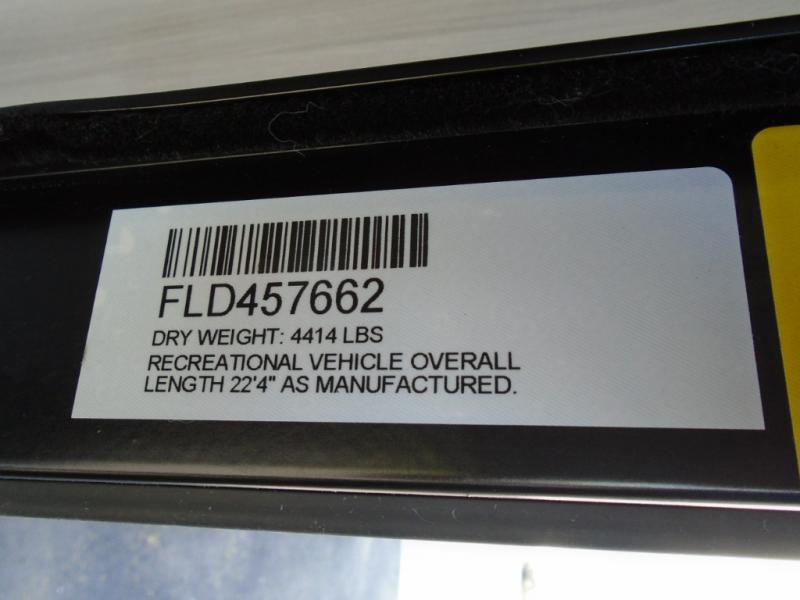 FLD457662
DRY WEIGHT: 4414 LBS
RECREATIONAL VEHICLE OVERALL
LENGTH 22'4" AS MANUFACTURED.